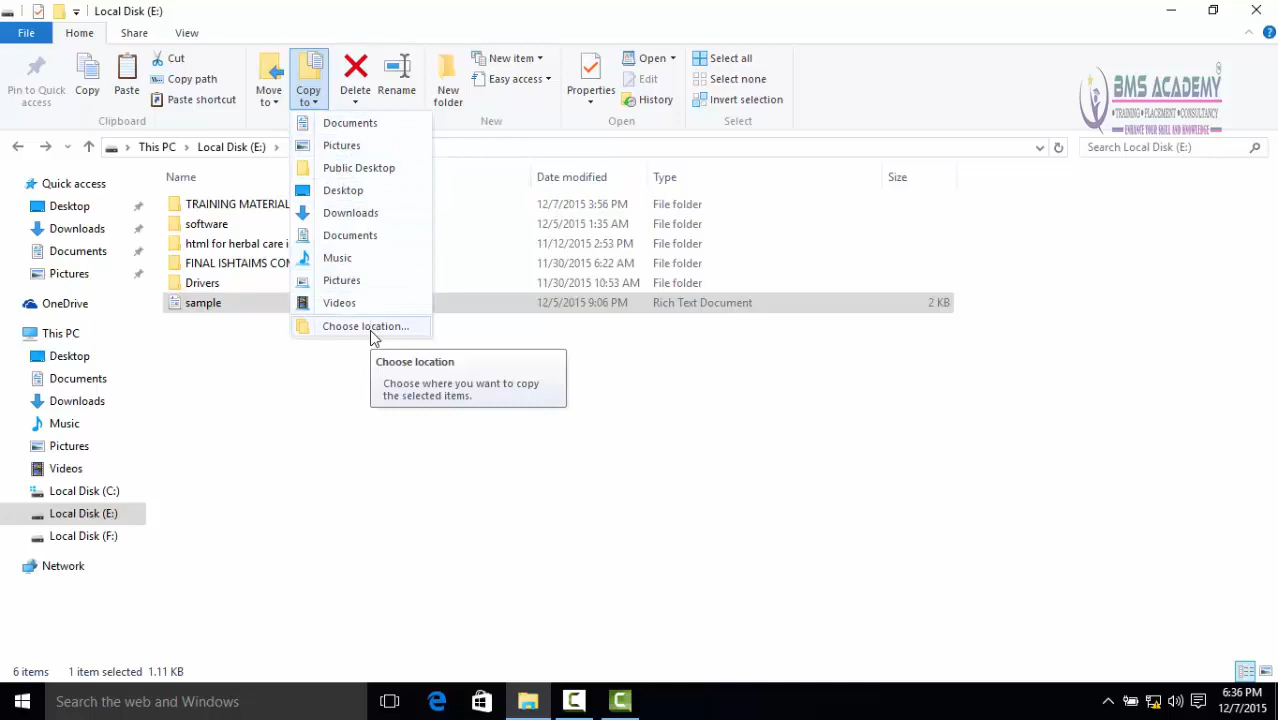 Local Disk (E:)
File
Home
Share
View
Pin to Quick
access
Copy
Paste
Cut
Copy path
Paste shortcut
Clipboard
Move
to
Copy
to
Delete
Rename
New
folder
New item
Easy access
New
Properties
Open
Edit
History
Open
Select all
Select none
Invert selection
Select
BMS ACADEMY
TRAINING PLACEMENT CONSULTANCY
ENHANCE YOUR SKILL AND KNOWLEDGE
This PC
Local Disk (E:)
Search Local Disk (E:)
Quick access
Desktop
Downloads
Documents
Pictures
OneDrive
This PC
Desktop
Documents
Downloads
Music
Pictures
Videos
Local Disk (C:)
Local Disk (E:)
Local Disk (F:)
Network
Name
Date modified
Type
Size
TRAINING MATERIAL 12/7/2015 3:56 PM File folder
software 12/5/2015 1:35 AM File folder
html for herbal care i 11/12/2015 2:53 PM File folder
FINAL ISHTAIMS COM 11/30/2015 6:22 AM File folder
Drivers 11/30/2015 10:53 AM File folder
sample 12/5/2015 9:06 PM Rich Text Document 2 KB
Documents
Pictures
Public Desktop
Desktop
Downloads
Documents
Music
Pictures
Videos
Choose location...
Choose location
Choose where you want to copy
the selected items.
6 items 1 item selected 1.11 KB
Search the web and Windows
6:36 PM
12/7/2015